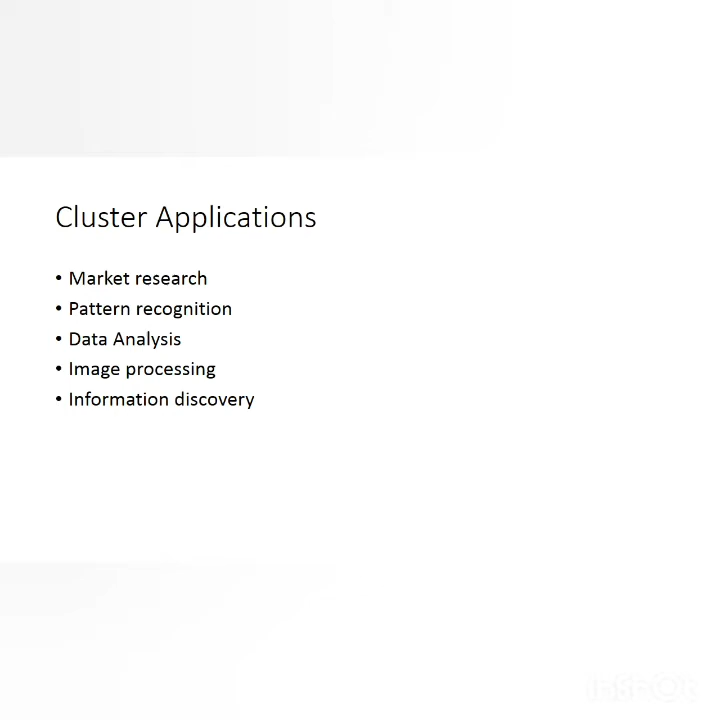 Cluster Applications
• Market research
• Pattern recognition
• Data Analysis
• Image processing
• Information discovery